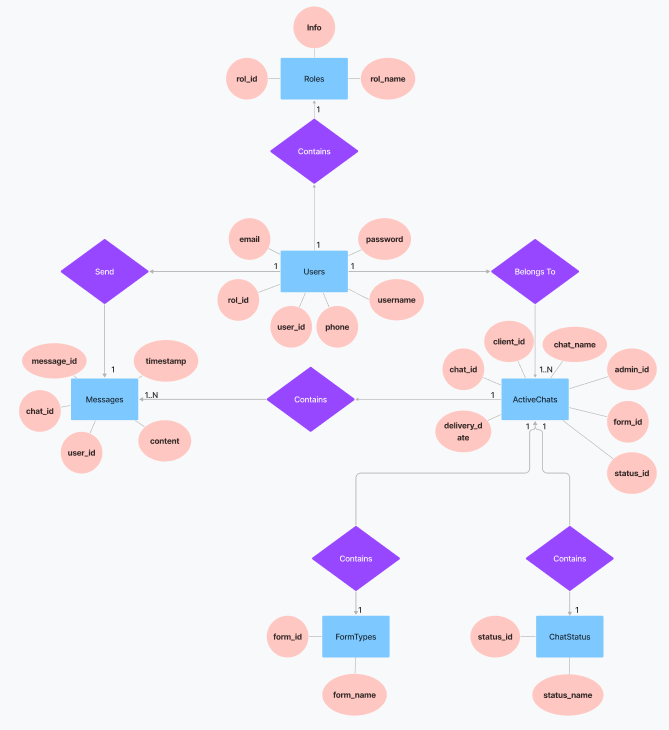 Info
rol_id
Roles
rol_name
1
Contains
email
password
1
Send
1
Users
1
Belongs To
rol_id
username
user_id
phone
client_id
chat_name
message_id
timestamp
1
chat_id
1..N
admin_id
Messages
1..N
Contains
1
ActiveChats
chat_id
form_id
user_id
content
delivery_d
ate
1
1
status_id
Contains
Contains
1
1
form_id
FormTypes
status_id
ChatStatus
form_name
status_name